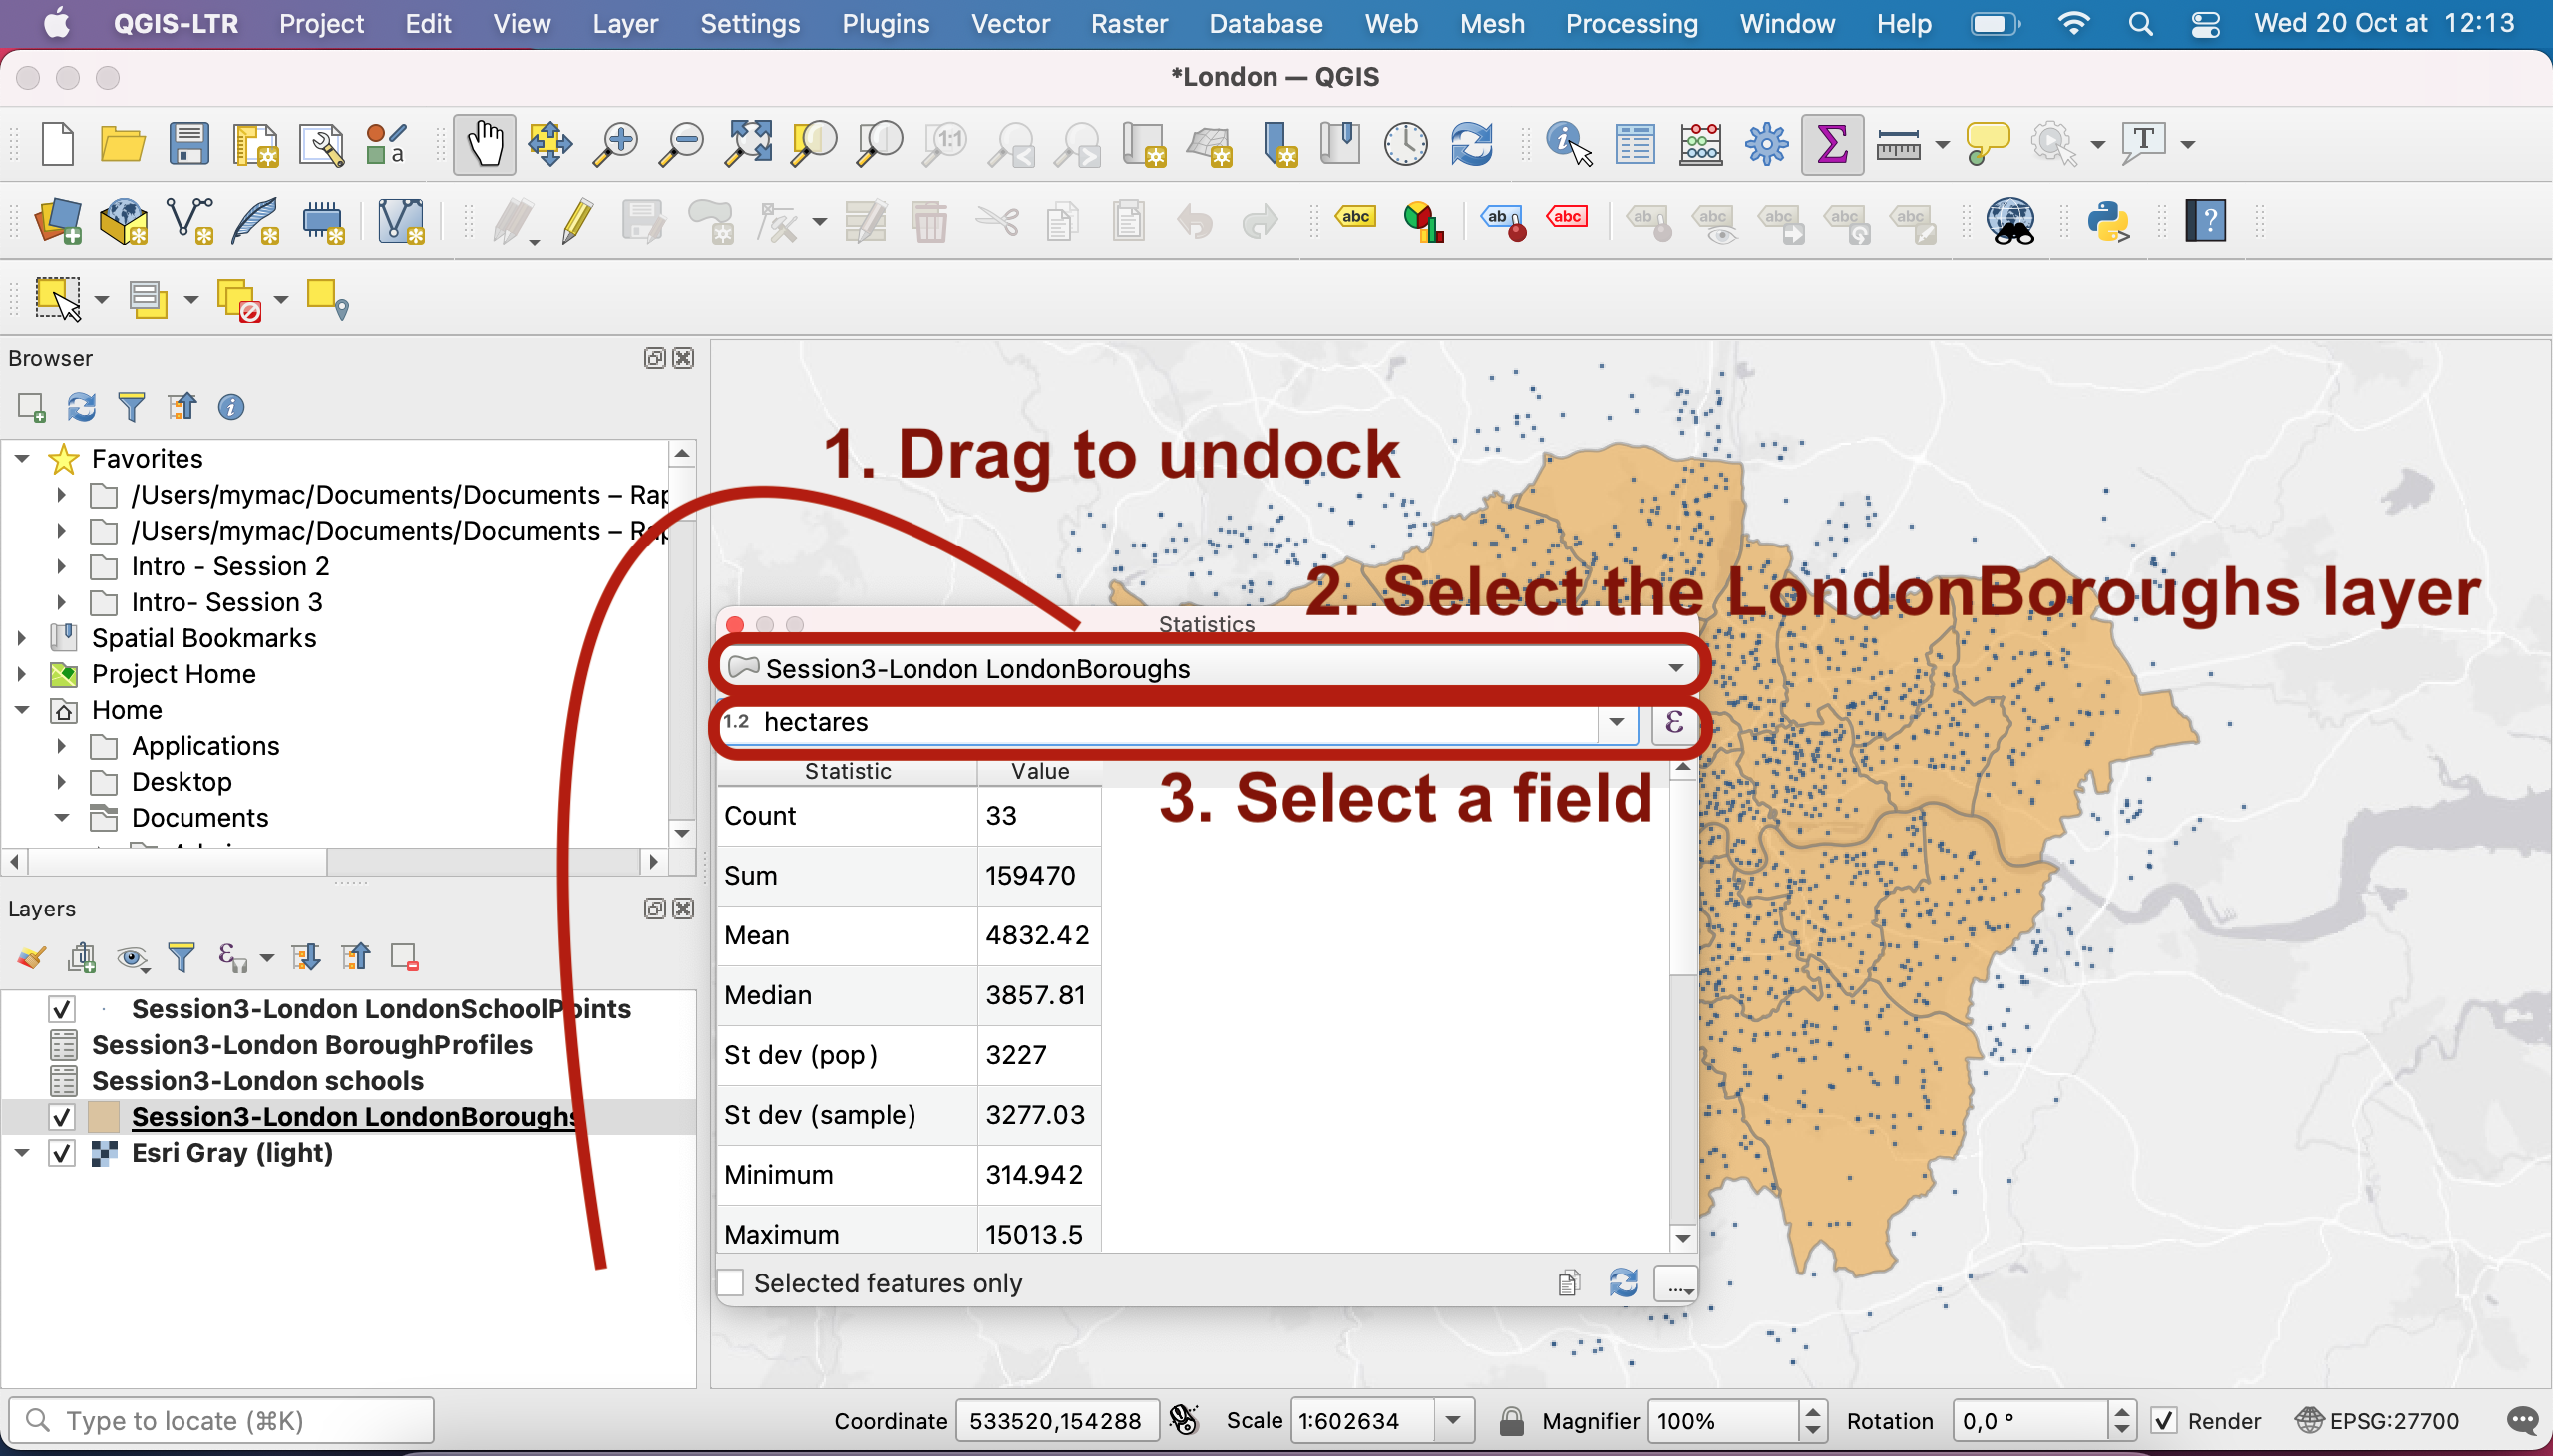 QGIS-LTR Project Edit View Layer Settings Plugins Vector Raster Database Web Mesh Processing Window Help Wed 20 Oct at 12:13
*London — QGIS
Browser
Favorites
/Users/mymac/Documents/Documents – Rap
/Users/mymac/Documents/Documents –
Intro - Session 2
Intro- Session 3
Spatial Bookmarks
Project Home
Home
Applications
Desktop
Documents
Layers
Session3-London LondonSchoolPoints
Session3-London BoroughProfiles
Session3-London schools
Session3-London LondonBoroughs
Esri Gray (light)
1. Drag to undock
2. Select the LondonBoroughs layer
Statistics
Session3-London LondonBoroughs
1.2 hectares ε
3. Select a field
Statistic Value
Count 33
Sum 159470
Mean 4832.42
Median 3857.81
St dev (pop) 3227
St dev (sample) 3277.03
Minimum 314.942
Maximum 15013.5
Selected features only
Type to locate (⌘K) Coordinate 533520,154288 Scale 1:602634 Magnifier 100% Rotation 0,0 ° Render EPSG:27700